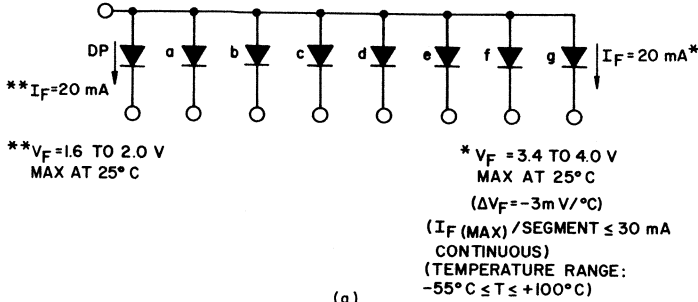 DP a b c d e f g
I_F=20 mA*
**I_F=20 mA
**V_F=1.6 TO 2.0 V
MAX AT 25°C
*V_F =3.4 TO 4.0 V
MAX AT 25°C
(ΔV_F=-3m V/°C)
(I_F (MAX) /SEGMENT ≤ 30 mA
CONTINUOUS)
(TEMPERATURE RANGE:
-55°C ≤ T ≤ +100°C)
(a)